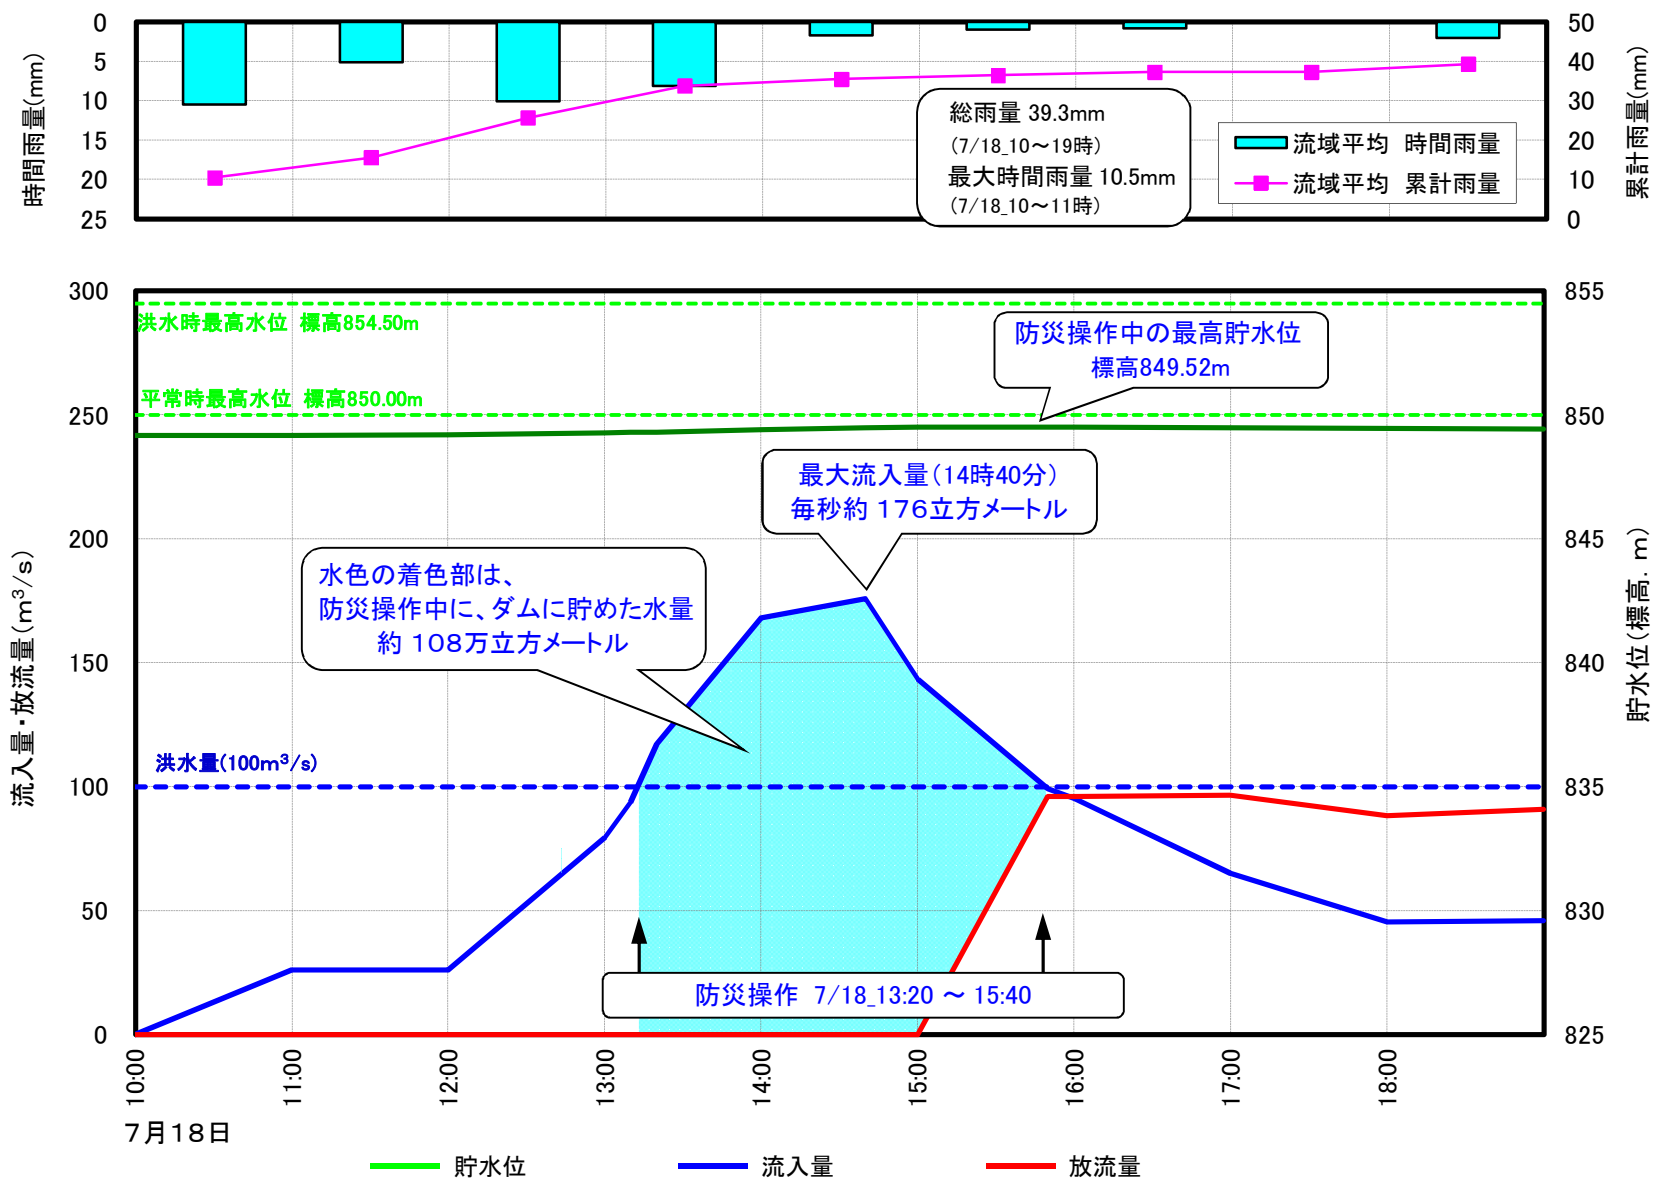 時間雨量(mm)
0
5
10
15
20
25
50
40
30
20
10
0
累計雨量(mm)
総雨量 39.3mm
(7/18_10～19時)
最大時間雨量 10.5mm
(7/18_10～11時)
流域平均 時間雨量
流域平均 累計雨量
流入量・放流量(m³/s)
300
250
200
150
100
50
0
855
850
845
840
835
830
825
貯水位(標高．m)
洪水時最高水位 標高854.50m
平常時最高水位 標高850.00m
防災操作中の最高貯水位
標高849.52m
最大流入量(14時40分)
毎秒約 176立方メートル
水色の着色部は、
防災操作中に、ダムに貯めた水量
約 108万立方メートル
洪水量(100m³/s)
防災操作 7/18_13:20 ～ 15:40
10:00
11:00
12:00
13:00
14:00
15:00
16:00
17:00
18:00
7月18日
貯水位
流入量
放流量